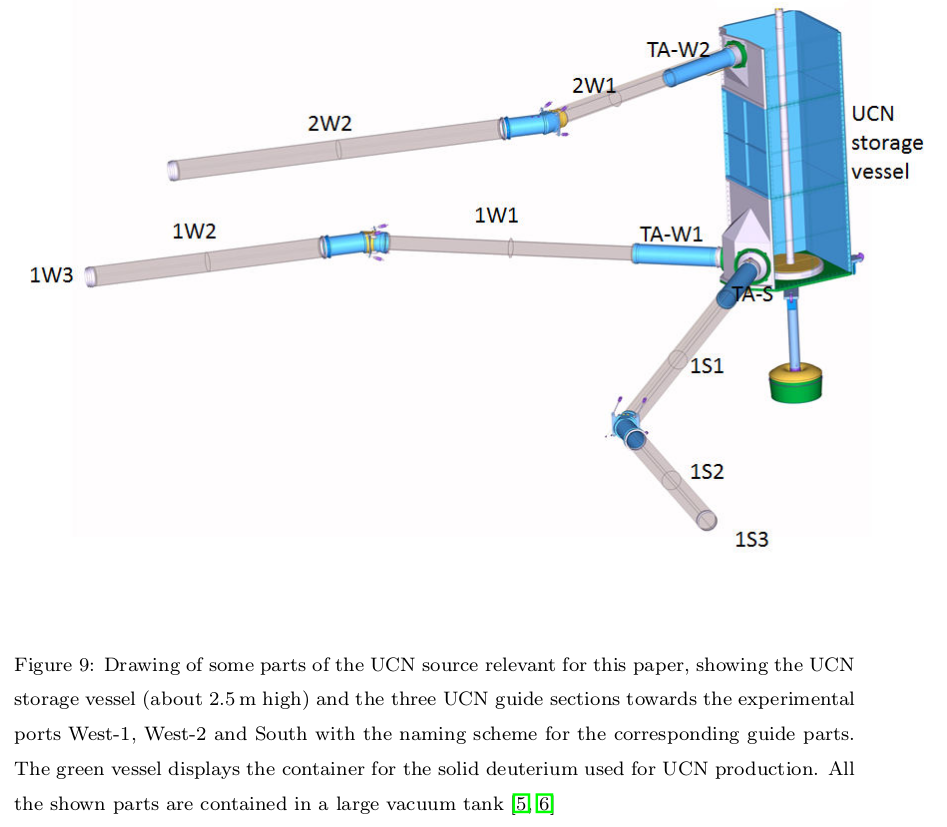 TA-W2
2W1
2W2
UCN
storage
vessel
1W1
1W2
TA-W1
1W3
TA-S
1S1
1S2
1S3
Figure 9: Drawing of some parts of the UCN source relevant for this paper, showing the UCN
storage vessel (about 2.5 m high) and the three UCN guide sections towards the experimental
ports West-1, West-2 and South with the naming scheme for the corresponding guide parts.
The green vessel displays the container for the solid deuterium used for UCN production. All
the shown parts are contained in a large vacuum tank [5, 6]